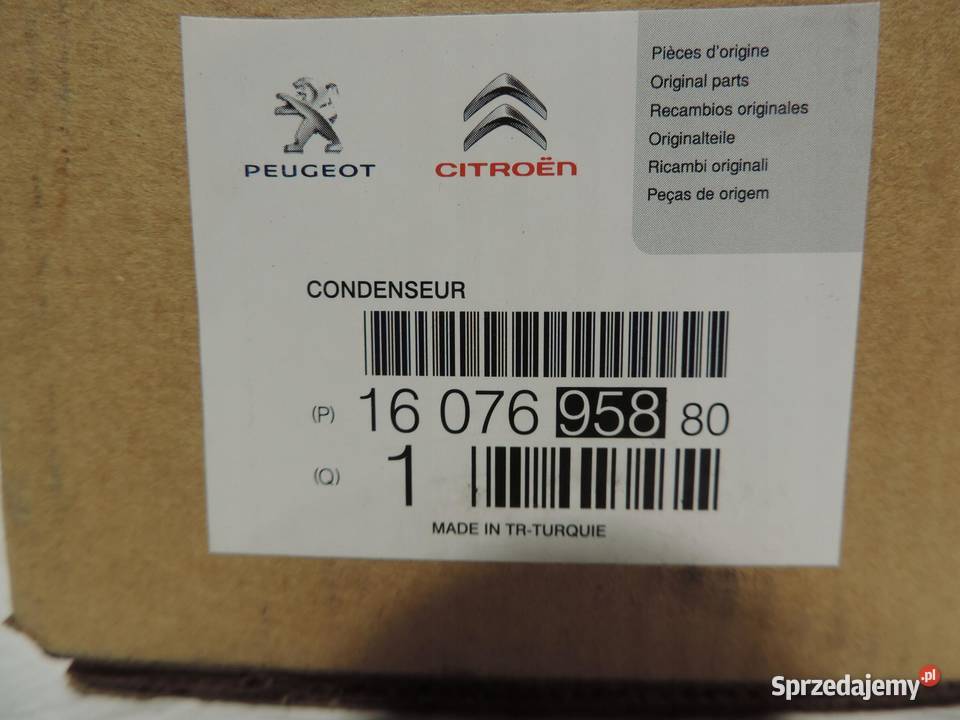 PEUGEOT
CITROËN
Pièces d'origine
Original parts
Recambios originales
Originalteile
Ricambi originali
Peças de origem
CONDENSEUR
(P) 16 076 958 80
(Q) 1
MADE IN TR-TURQUIE
Sprzedajemy.pl